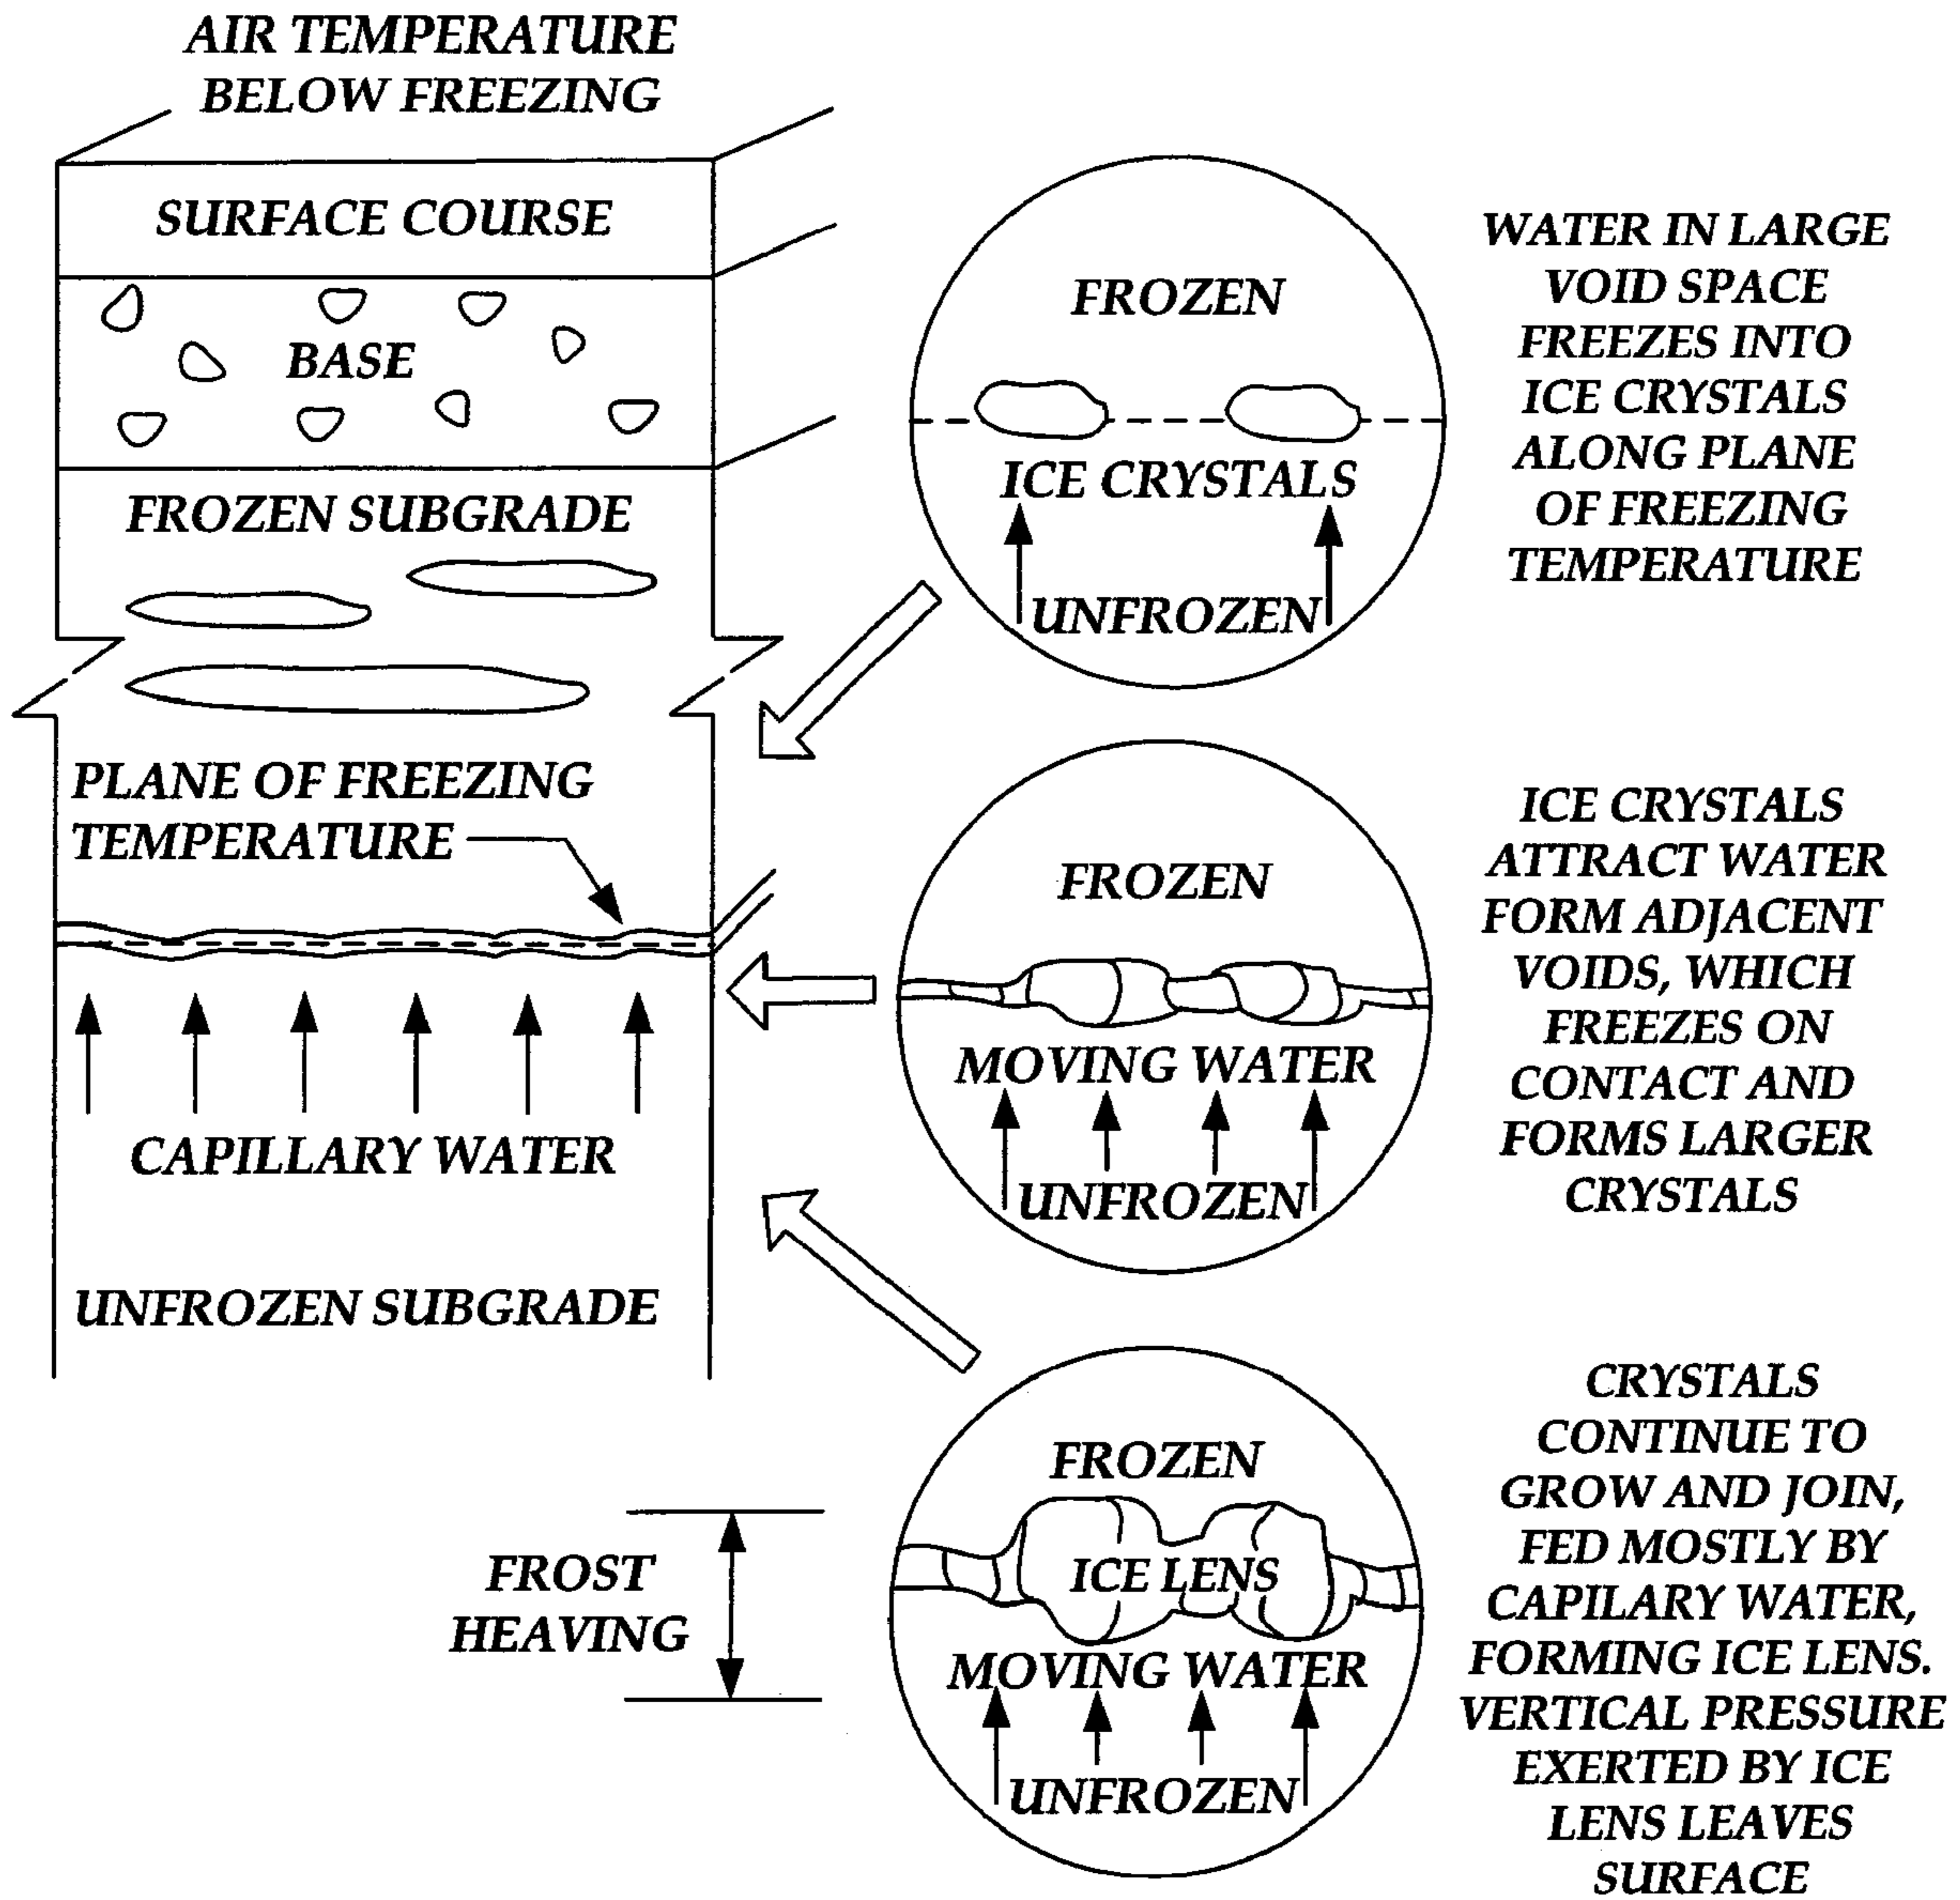 AIR TEMPERATURE
BELOW FREEZING
SURFACE COURSE
BASE
FROZEN SUBGRADE
PLANE OF FREEZING
TEMPERATURE
CAPILLARY WATER
UNFROZEN SUBGRADE
FROZEN
ICE CRYSTALS
UNFROZEN
WATER IN LARGE
VOID SPACE
FREEZES INTO
ICE CRYSTALS
ALONG PLANE
OF FREEZING
TEMPERATURE
FROZEN
MOVING WATER
UNFROZEN
ICE CRYSTALS
ATTRACT WATER
FORM ADJACENT
VOIDS, WHICH
FREEZES ON
CONTACT AND
FORMS LARGER
CRYSTALS
FROST
HEAVING
FROZEN
ICE LENS
MOVING WATER
UNFROZEN
CRYSTALS
CONTINUE TO
GROW AND JOIN,
FED MOSTLY BY
CAPILARY WATER,
FORMING ICE LENS.
VERTICAL PRESSURE
EXERTED BY ICE
LENS LEAVES
SURFACE